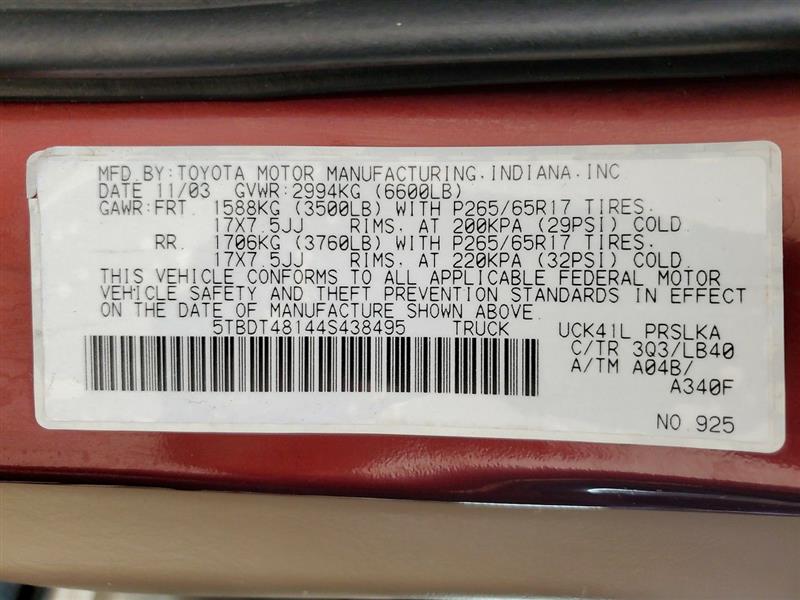 MFD.BY:TOYOTA MOTOR MANUFACTURING.INDIANA.INC
DATE 11/03 GVWR:2994KG (6600LB)
GAWR:FRT. 1588KG (3500LB) WITH P265/65R17 TIRES.
17X7.5JJ RIMS. AT 200KPA (29PSI) COLD
RR. 1706KG (3760LB) WITH P265/65R17 TIRES.
17X7.5JJ RIMS. AT 220KPA (32PSI) COLD.
THIS VEHICLE CONFORMS TO ALL APPLICABLE FEDERAL MOTOR
VEHICLE SAFETY AND THEFT PREVENTION STANDARDS IN EFFECT
ON THE DATE OF MANUFACTURE SHOWN ABOVE.
5TBDT48144S438495 TRUCK UCK41L PRSLKA
C/TR 3Q3/LB40
A/TM A04B/
A340F
NO.925